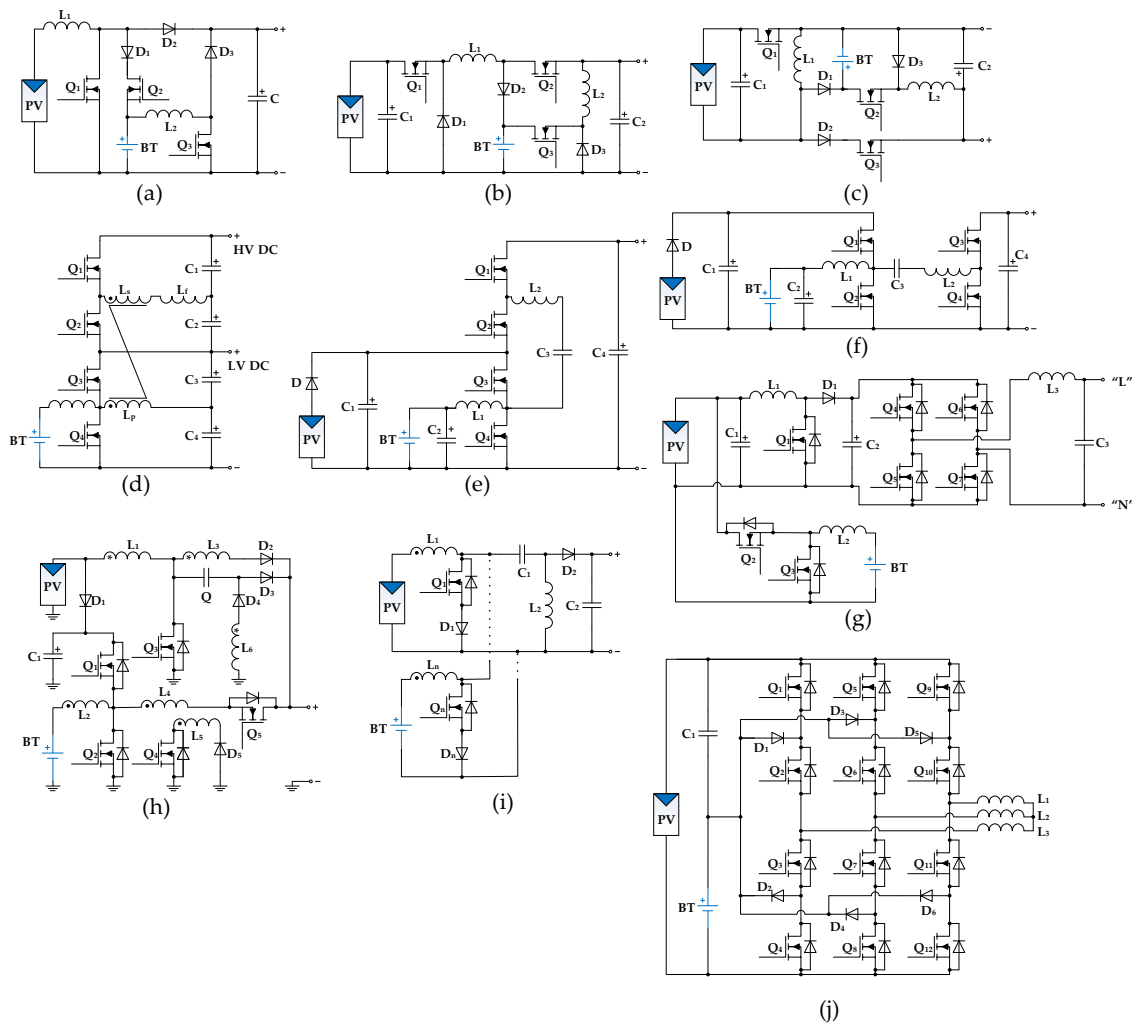 L₁
D₁
D₂
D₃
Q₁
Q₂
PV
L₂
C
BT
Q₃
+
−
(a)
L₁
Q₁
D₂
Q₂
L₂
PV
C₁
D₁
C₂
BT
Q₃
D₃
+
−
(b)
Q₁
L₁
BT
D₃
C₂
PV
C₁
D₁
L₂
Q₂
D₂
Q₃
−
+
(c)
HV DC
Q₁
C₁
Lₛ
L_f
Q₂
C₂
LV DC
Q₃
C₃
Lₚ
BT
Q₄
C₄
+
+
−
(d)
Q₁
L₂
Q₂
C₃
C₄
D
Q₃
PV
C₁
L₁
BT
C₂
Q₄
+
−
(e)
D
Q₁
Q₃
C₁
L₁
C₄
BT
C₂
L₂
PV
Q₂
C₃
Q₄
+
−
(f)
L₁
D₁
L₃
"L"
Q₄
Q₆
PV
C₁
Q₁
C₂
C₃
Q₅
Q₇
"N"
L₂
Q₂
Q₃
BT
(g)
L₁
L₃
D₂
PV
D₃
D₁
Q
D₄
Q₃
C₁
Q₁
L₆
L₄
L₂
BT
Q₅
L₅
Q₂
Q₄
D₅
+
−
(h)
L₁
C₁
D₂
Q₁
PV
L₂
C₂
D₁
Lₙ
Qₙ
BT
Dₙ
+
−
(i)
Q₁
Q₅
Q₉
C₁
D₃
D₁
D₅
Q₂
Q₆
Q₁₀
PV
L₁
L₂
L₃
Q₃
Q₇
Q₁₁
BT
D₂
D₆
D₄
Q₄
Q₈
Q₁₂
(j)